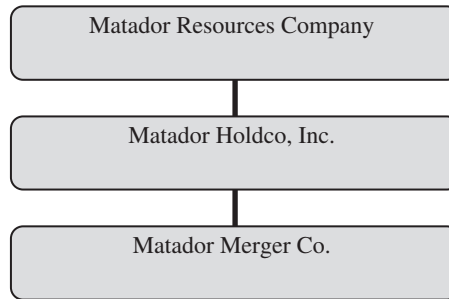 Matador Resources Company
Matador Holdco, Inc.
Matador Merger Co.